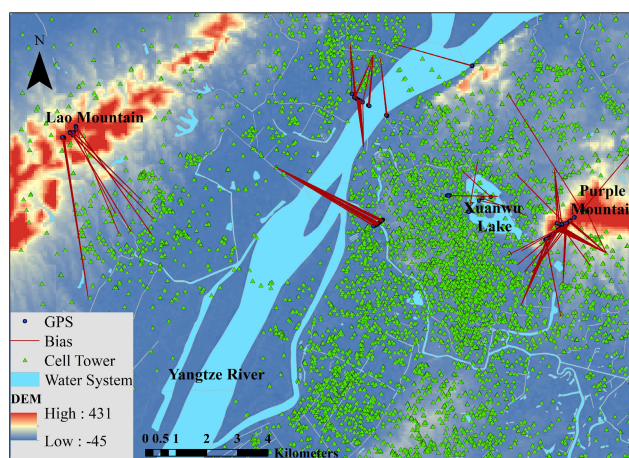 N
Lao Mountain
Purple
Mountain
Xuanwu
Lake
GPS
Bias
Cell Tower
Water System
DEM
High : 431
Low : -45
Yangtze River
0 0.5 1 2 3 4
Kilometers